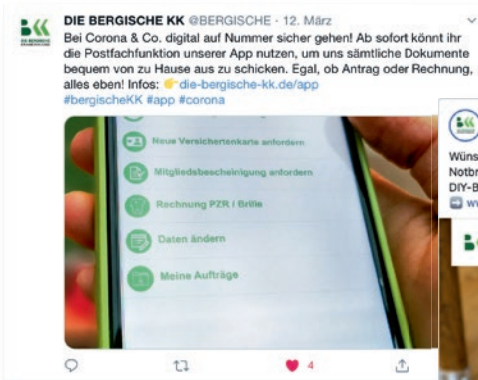 DIE BERGISCHE KK @BERGISCHE · 12. März
Bei Corona & Co. digital auf Nummer sicher gehen! Ab sofort könnt ihr
die Postfachfunktion unserer App nutzen, um uns sämtliche Dokumente
bequem von zu Hause aus zu schicken. Egal, ob Antrag oder Rechnung,
alles eben! Infos: 👉die-bergische-kk.de/app
#bergischeKK #app #corona
Neue Versichertenkarte anfordern
Mitgliedsbescheinigung anfordern
Rechnung PZR / Brille
Daten ändern
Meine Aufträge
4
Wüns
Notbr
DIY-B